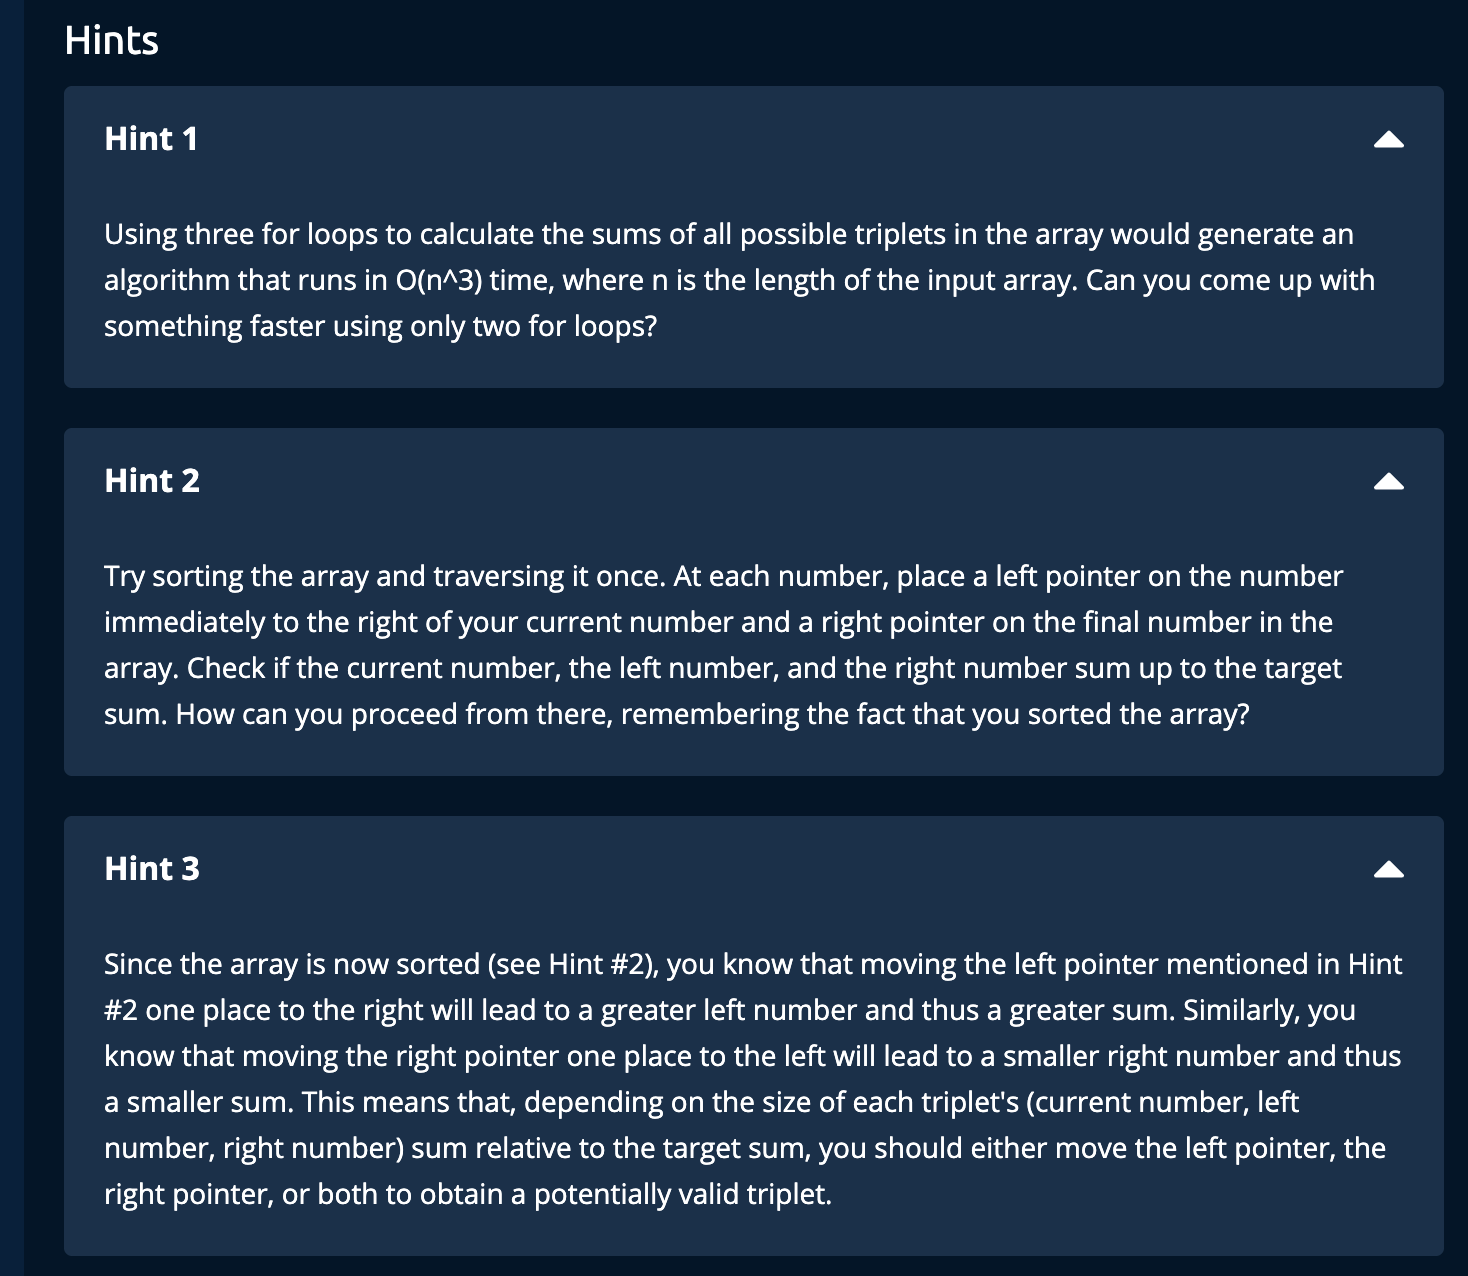 Hints
Hint 1
Using three for loops to calculate the sums of all possible triplets in the array would generate an
algorithm that runs in O(n^3) time, where n is the length of the input array. Can you come up with
something faster using only two for loops?
Hint 2
Try sorting the array and traversing it once. At each number, place a left pointer on the number
immediately to the right of your current number and a right pointer on the final number in the
array. Check if the current number, the left number, and the right number sum up to the target
sum. How can you proceed from there, remembering the fact that you sorted the array?
Hint 3
Since the array is now sorted (see Hint #2), you know that moving the left pointer mentioned in Hint
#2 one place to the right will lead to a greater left number and thus a greater sum. Similarly, you
know that moving the right pointer one place to the left will lead to a smaller right number and thus
a smaller sum. This means that, depending on the size of each triplet's (current number, left
number, right number) sum relative to the target sum, you should either move the left pointer, the
right pointer, or both to obtain a potentially valid triplet.